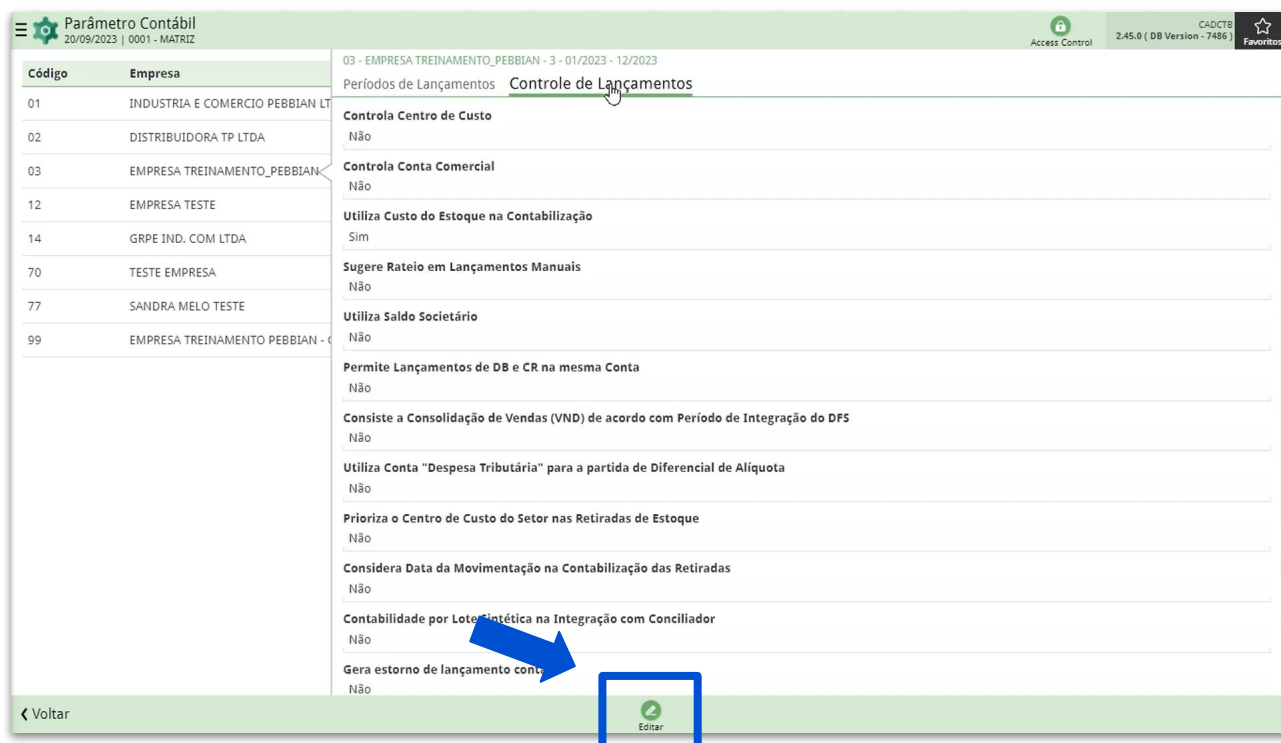 Parâmetro Contábil
20/09/2023 | 0001 - MATRIZ
Access Control
CADCTB
2.45.0 ( DB Version - 7486 )
Favoritos
Código Empresa
01 INDUSTRIA E COMERCIO PEBBIAN LT
02 DISTRIBUIDORA TP LTDA
03 EMPRESA TREINAMENTO_PEBBIAN
12 EMPRESA TESTE
14 GRPE IND. COM LTDA
70 TESTE EMPRESA
77 SANDRA MELO TESTE
99 EMPRESA TREINAMENTO PEBBIAN -
03 - EMPRESA TREINAMENTO_PEBBIAN - 3 - 01/2023 - 12/2023
Períodos de Lançamentos Controle de Lançamentos
Controla Centro de Custo
Não
Controla Conta Comercial
Não
Utiliza Custo do Estoque na Contabilização
Sim
Sugere Rateio em Lançamentos Manuais
Não
Utiliza Saldo Societário
Não
Permite Lançamentos de DB e CR na mesma Conta
Não
Consiste a Consolidação de Vendas (VND) de acordo com Período de Integração do DFS
Não
Utiliza Conta "Despesa Tributária" para a partida de Diferencial de Alíquota
Não
Prioriza o Centro de Custo do Setor nas Retiradas de Estoque
Não
Considera Data da Movimentação na Contabilização das Retiradas
Não
Contabilidade por Lote Sintética na Integração com Conciliador
Não
Gera estorno de lançamento
Não
Voltar
Editar